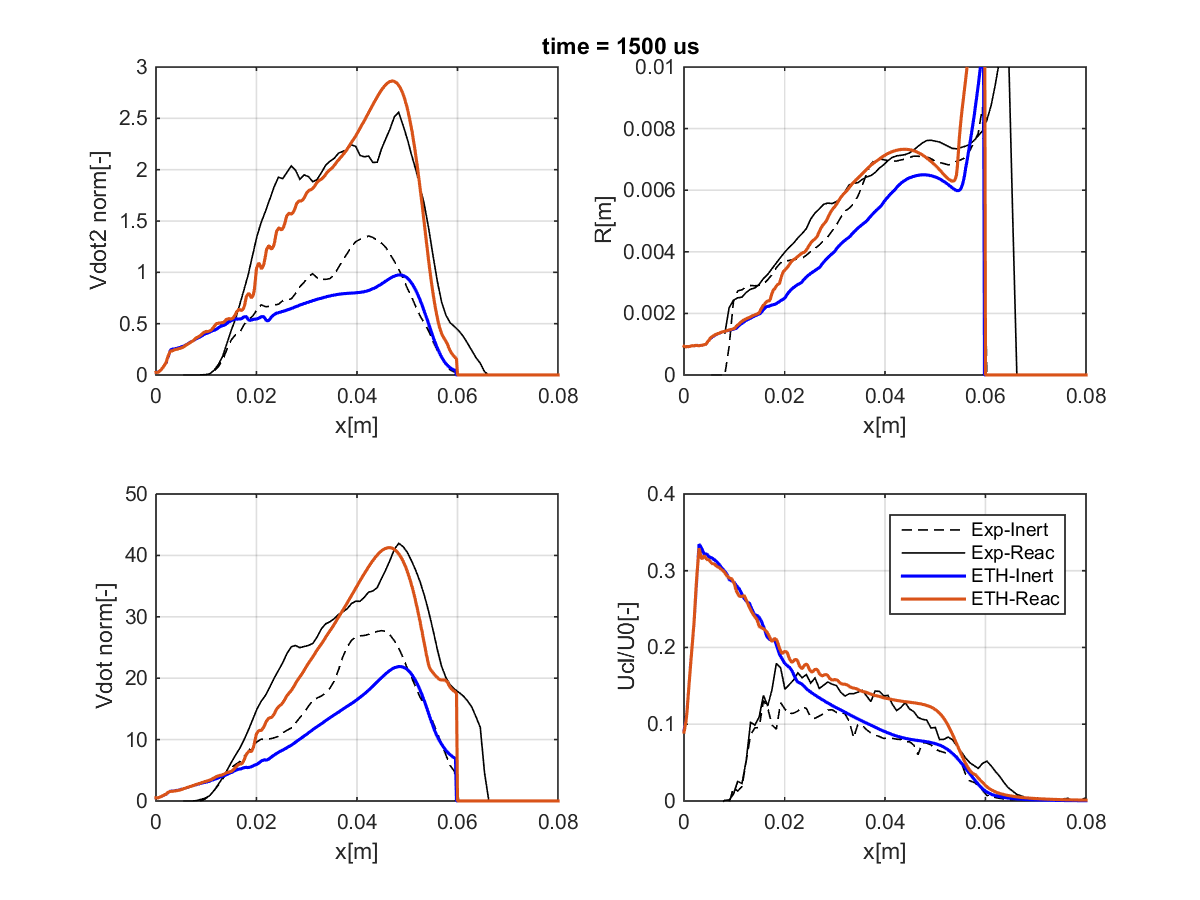 time = 1500 us
Vdot2 norm[-]
3
2.5
2
1.5
1
0.5
0
0 0.02 0.04 0.06 0.08
x[m]
R[m]
0.01
0.008
0.006
0.004
0.002
0
0 0.02 0.04 0.06 0.08
x[m]
Vdot norm[-]
50
40
30
20
10
0
0 0.02 0.04 0.06 0.08
x[m]
Ucl/U0[-]
0.4
0.3
0.2
0.1
0
0 0.02 0.04 0.06 0.08
x[m]
Exp-Inert
Exp-Reac
ETH-Inert
ETH-Reac